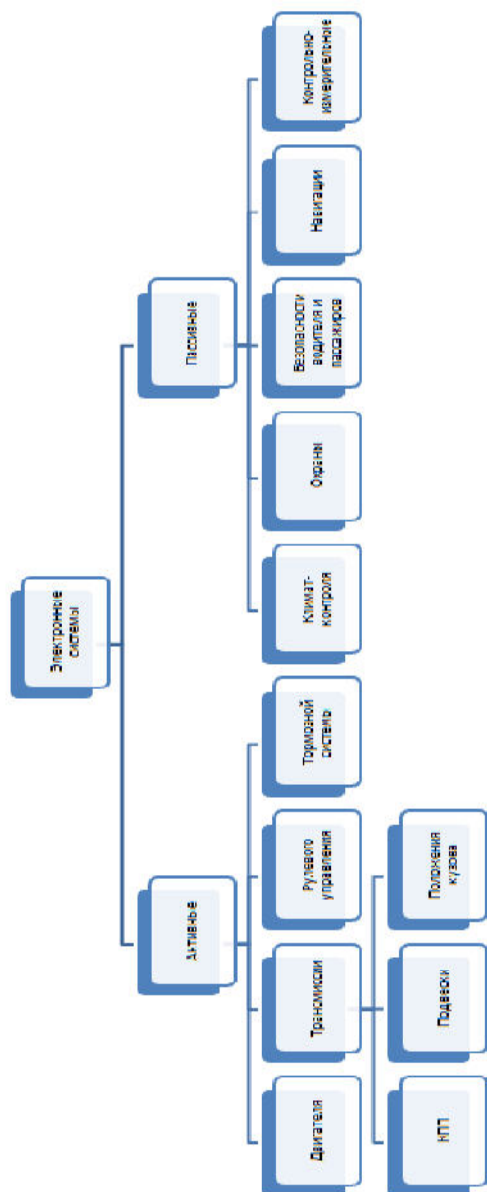 Электронные
системы
Активные
Пассивные
Двигателя
Трансмиссии
Рулевого
управления
Тормозной
системы
Климат-
контроля
Охраны
Безопасности
водителя и
пассажиров
Навигации
Контрольно-
измерительные
КПП
Подвески
Положения
кузова